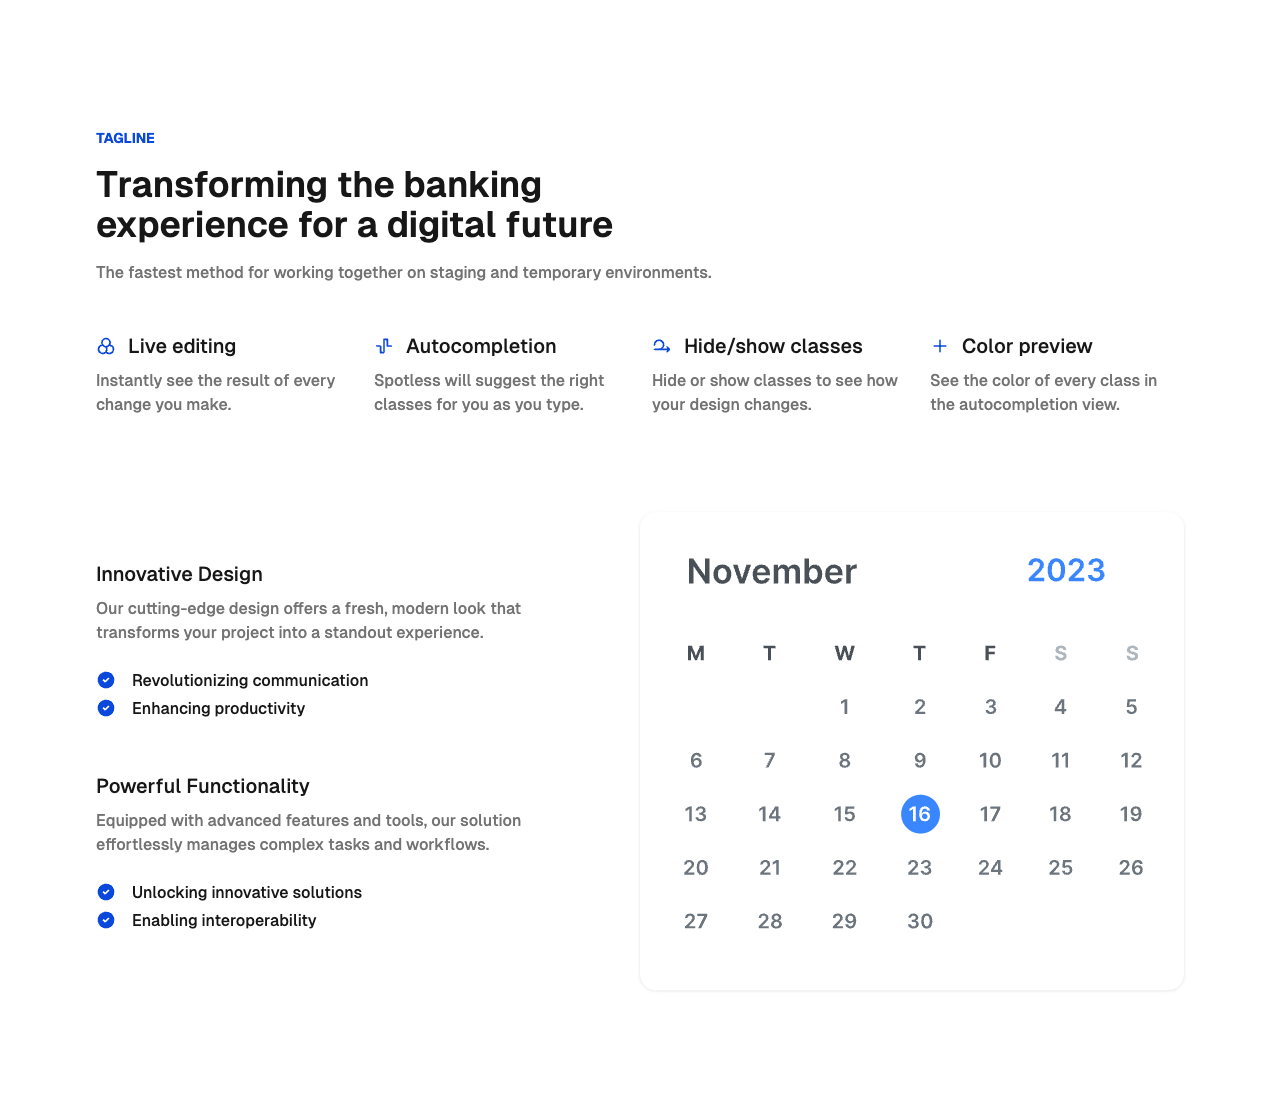 TAGLINE
Transforming the banking
experience for a digital future
The fastest method for working together on staging and temporary environments.
Live editing
Instantly see the result of every
change you make.
Autocompletion
Spotless will suggest the right
classes for you as you type.
Hide/show classes
Hide or show classes to see how
your design changes.
Color preview
See the color of every class in
the autocompletion view.
Innovative Design
Our cutting-edge design offers a fresh, modern look that
transforms your project into a standout experience.
Revolutionizing communication
Enhancing productivity
Powerful Functionality
Equipped with advanced features and tools, our solution
effortlessly manages complex tasks and workflows.
Unlocking innovative solutions
Enabling interoperability
November 2023
M T W T F S S
1 2 3 4 5
6 7 8 9 10 11 12
13 14 15 16 17 18 19
20 21 22 23 24 25 26
27 28 29 30